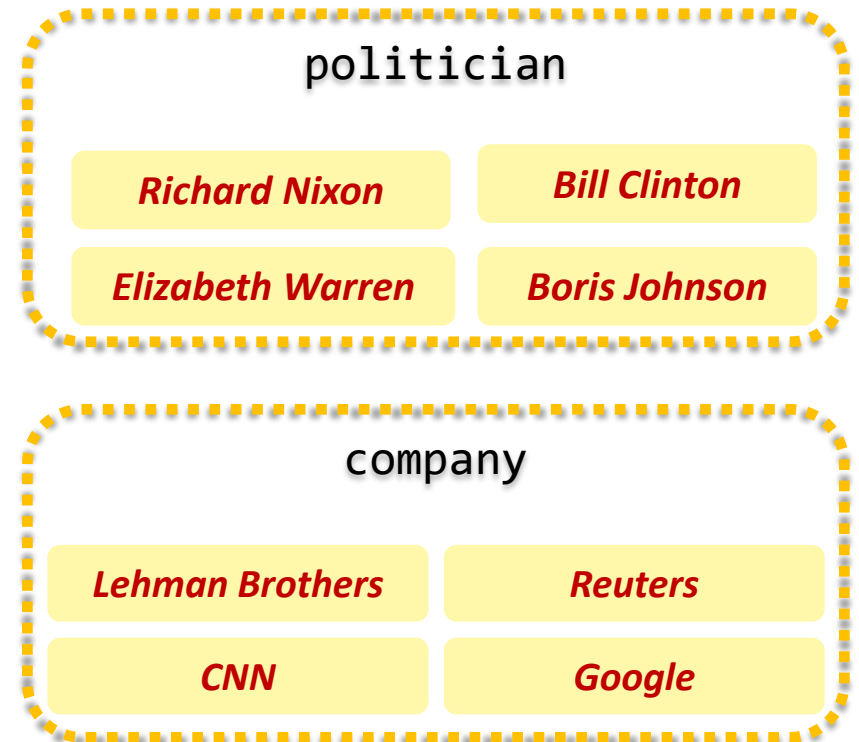 politician
Richard Nixon
Bill Clinton
Elizabeth Warren
Boris Johnson
company
Lehman Brothers
Reuters
CNN
Google